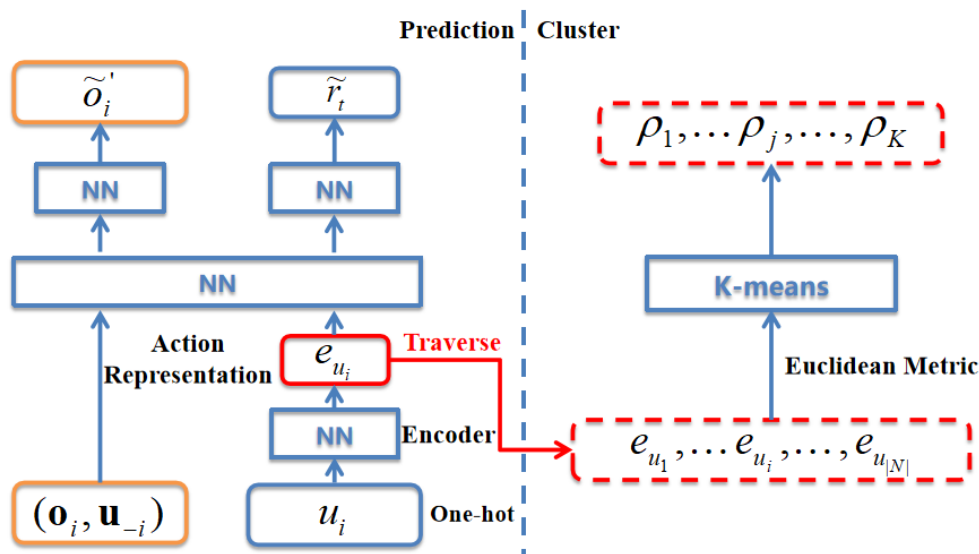 Prediction Cluster
õ_i' r̃_t
ρ_1,…ρ_j,…,ρ_K
NN NN
NN
K-means
Action
Representation
e_{u_i}
Traverse
Euclidean Metric
NN
Encoder
e_{u_1},…e_{u_i},…,e_{u_{|N|}}
(o_i, u_{-i})
u_i
One-hot